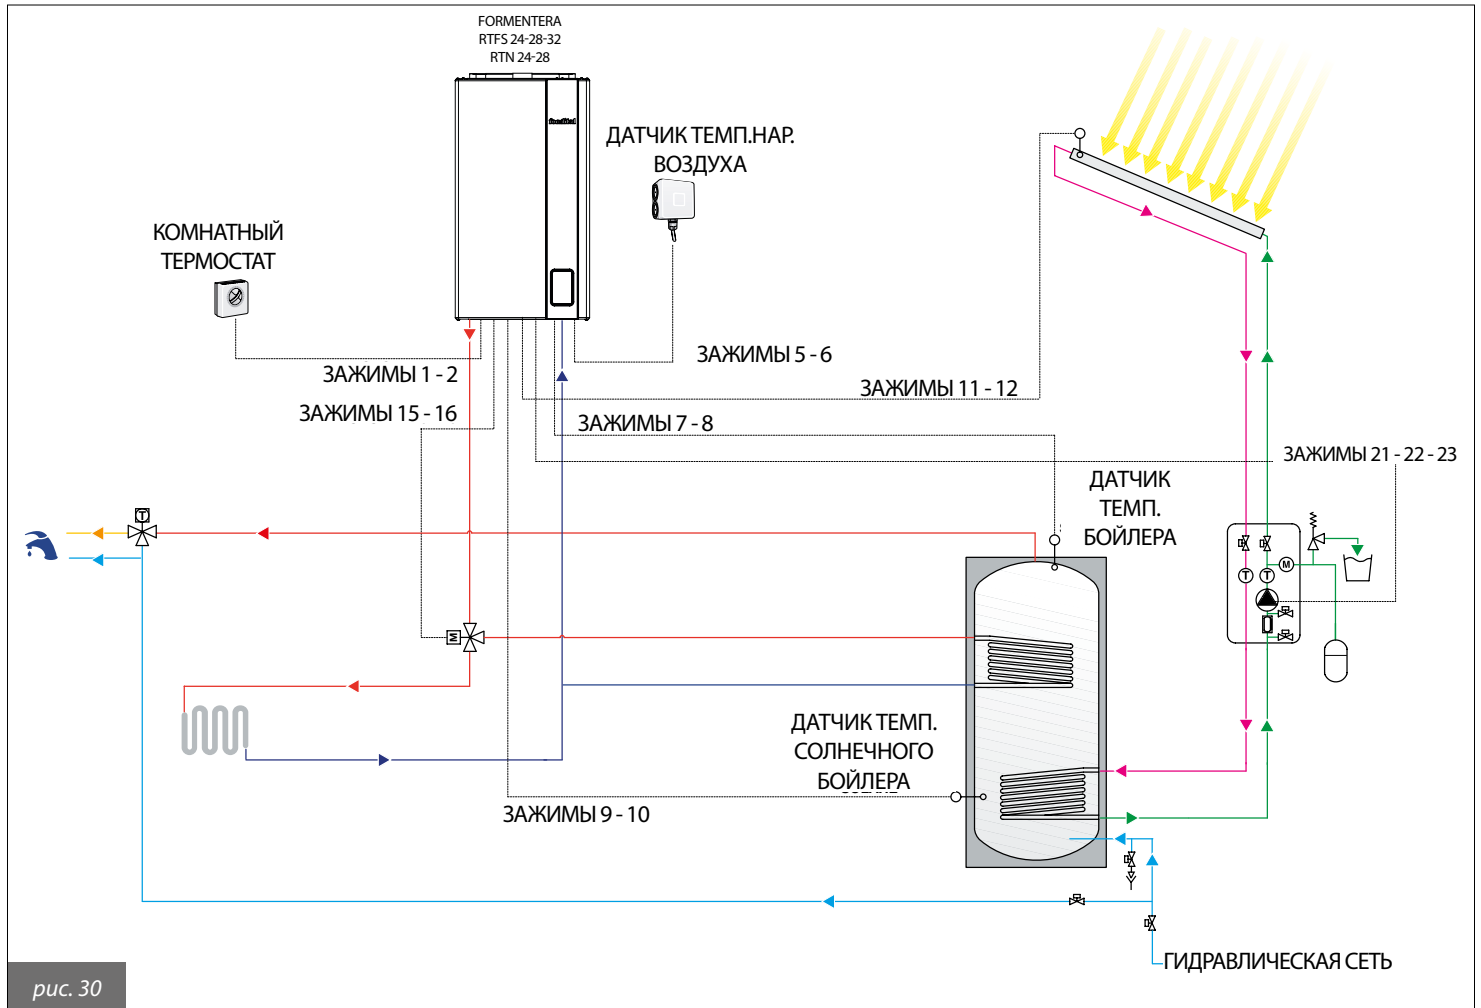 FORMENTERA
RTFS 24-28-32
RTN 24-28
fondital
ДАТЧИК ТЕМП.НАР.
ВОЗДУХА
КОМНАТНЫЙ
ТЕРМОСТАТ
ЗАЖИМЫ 5 - 6
ЗАЖИМЫ 1 - 2
ЗАЖИМЫ 11 - 12
ЗАЖИМЫ 15 - 16
ЗАЖИМЫ 7 - 8
ЗАЖИМЫ 21 - 22 - 23
ДАТЧИК
ТЕМП.
БОЙЛЕРА
T
M
T
T
M
ДАТЧИК ТЕМП.
СОЛНЕЧНОГО
БОЙЛЕРА
ЗАЖИМЫ 9 - 10
ГИДРАВЛИЧЕСКАЯ СЕТЬ
рис. 30